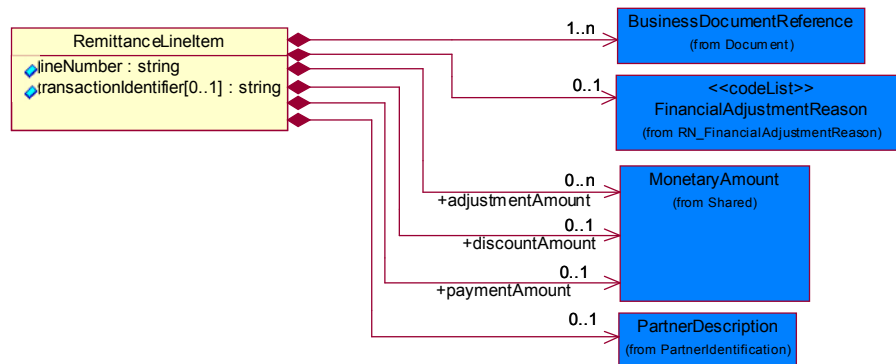 RemittanceLineItem
lineNumber : string
transactionIdentifier[0..1] : string
1..n
BusinessDocumentReference
(from Document)
0..1
<<codeList>>
FinancialAdjustmentReason
(from RN_FinancialAdjustmentReason)
0..n
+adjustmentAmount
0..1
+discountAmount
0..1
+paymentAmount
MonetaryAmount
(from Shared)
0..1
PartnerDescription
(from PartnerIdentification)